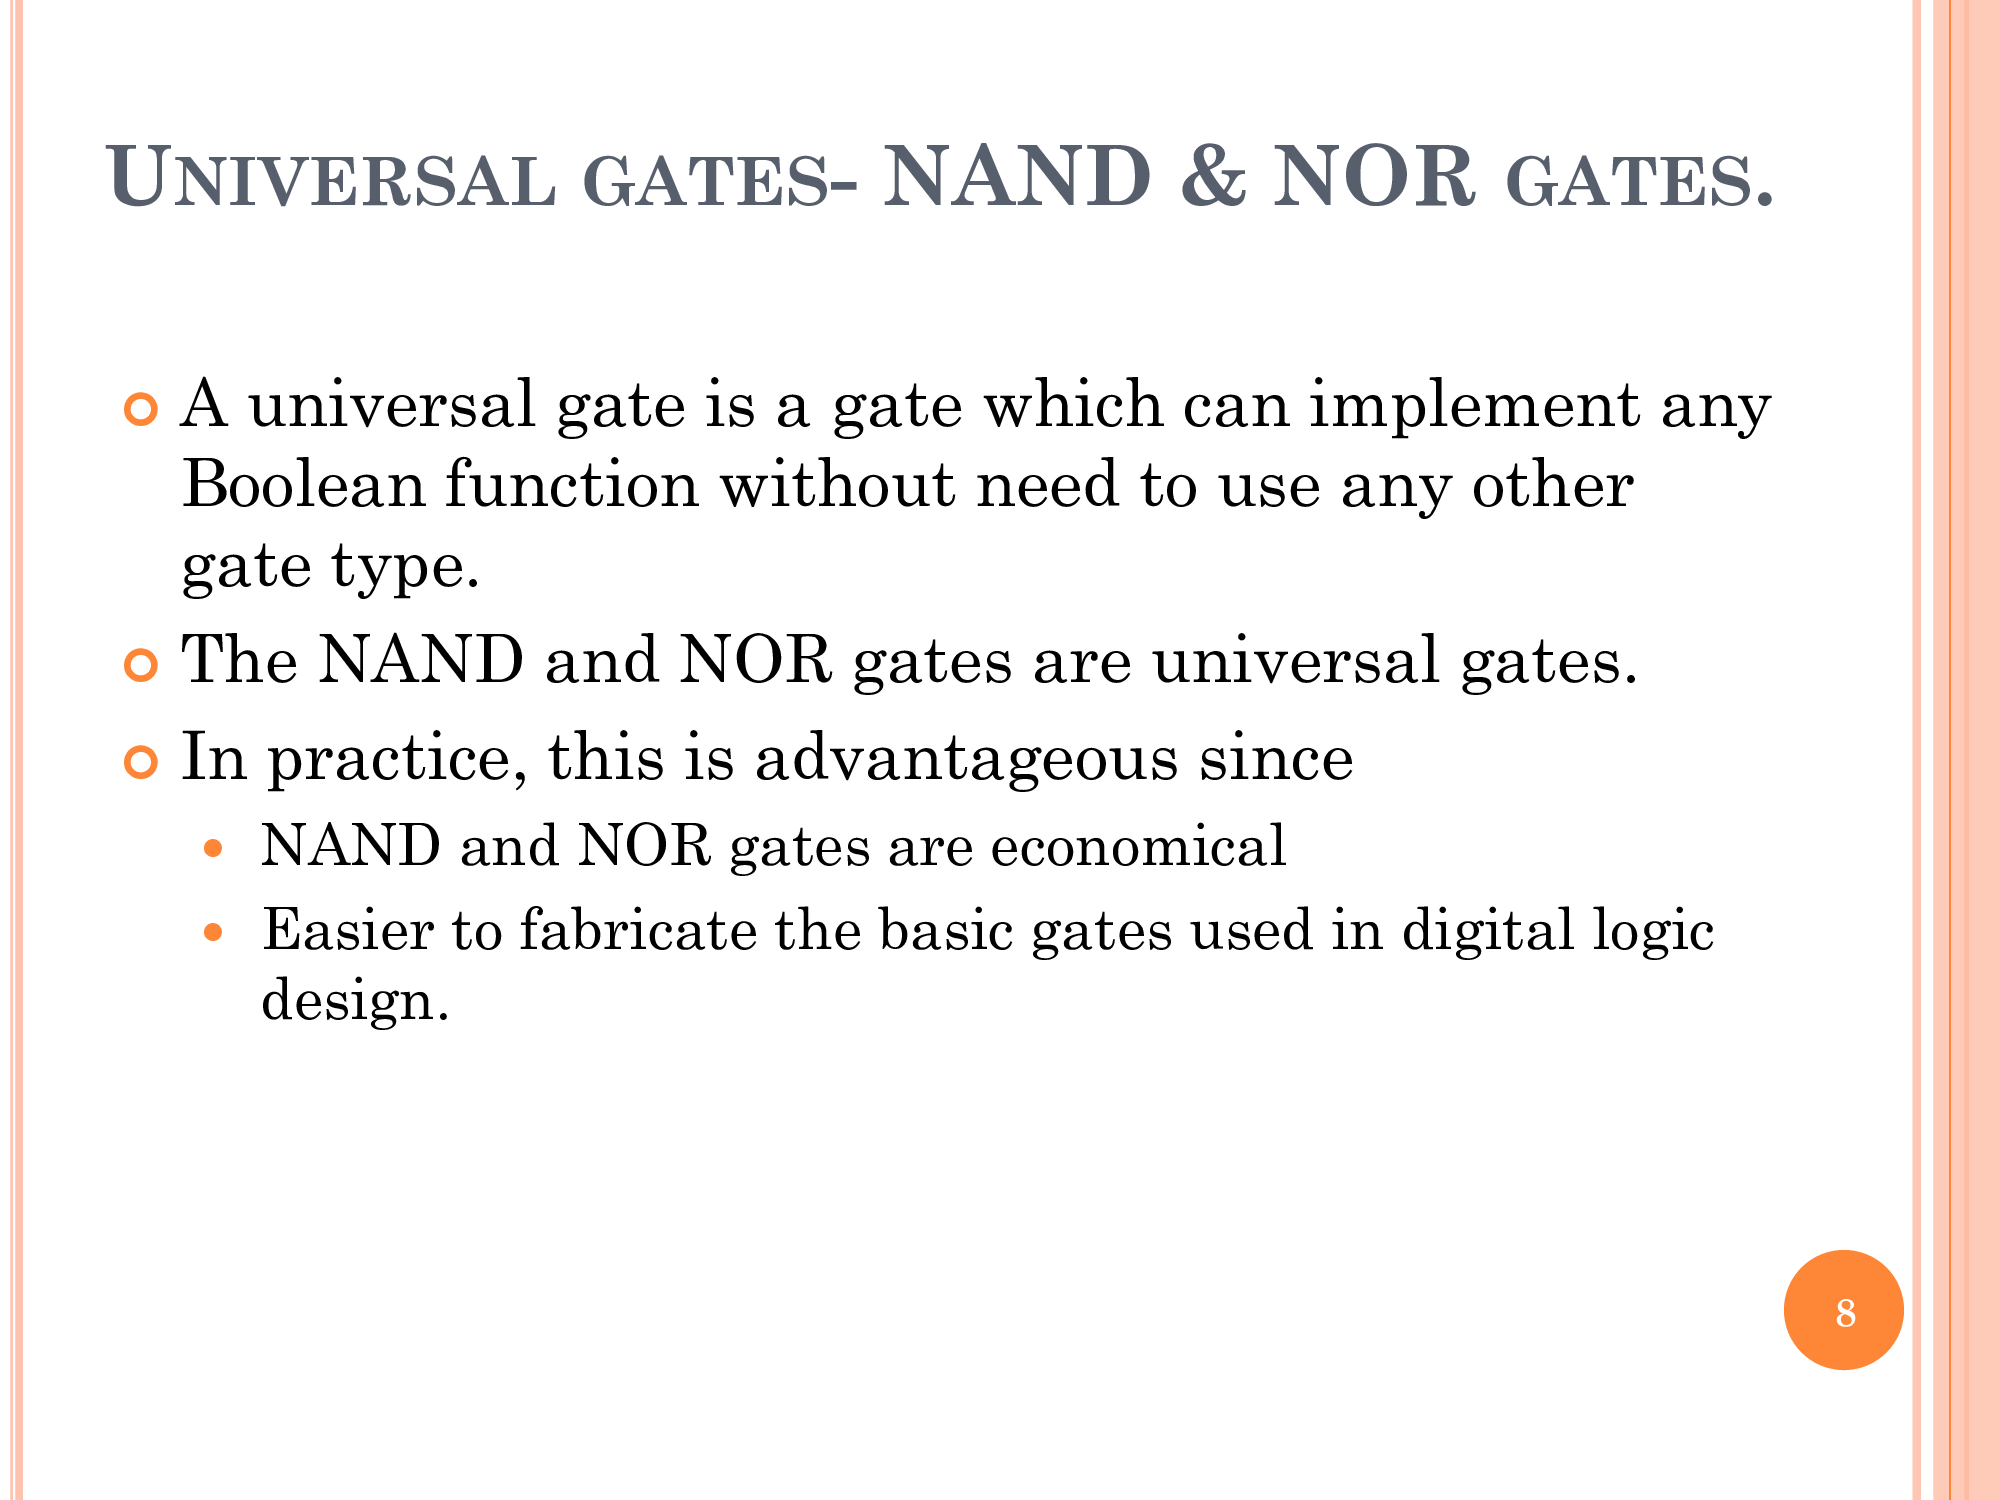 Universal gates- NAND & NOR gates.
A universal gate is a gate which can implement any
Boolean function without need to use any other
gate type.
The NAND and NOR gates are universal gates.
In practice, this is advantageous since
NAND and NOR gates are economical
Easier to fabricate the basic gates used in digital logic
design.
8